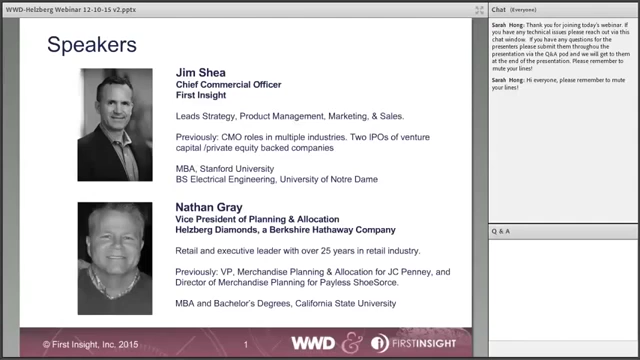 WWD-Helzberg Webinar 12-10-15 v2.pptx
Speakers
Jim Shea
Chief Commercial Officer
First Insight
Leads Strategy, Product Management, Marketing, & Sales.
Previously: CMO roles in multiple industries. Two IPOs of venture
capital /private equity backed companies
MBA, Stanford University
BS Electrical Engineering, University of Notre Dame
Nathan Gray
Vice President of Planning & Allocation
Helzberg Diamonds, a Berkshire Hathaway Company
Retail and executive leader with over 25 years in retail industry.
Previously: VP, Merchandise Planning & Allocation for JC Penney, and
Director of Merchandise Planning for Payless ShoeSorce.
MBA and Bachelor's Degrees, California State University
© First Insight, Inc, 2015
1
WWD & FIRSTINSIGHT
Chat (Everyone)
Sarah Hong: Thank you for joining today's webinar. If
you have any technical issues please reach out via this
chat window. If you have any questions for the
presenters please submit them throughout the
presentation via the Q&A pod and we will get to them
at the end of the presentation. Please remember to
mute your lines!
Sarah Hong: Hi everyone, please remember to mute
your lines!
Q & A